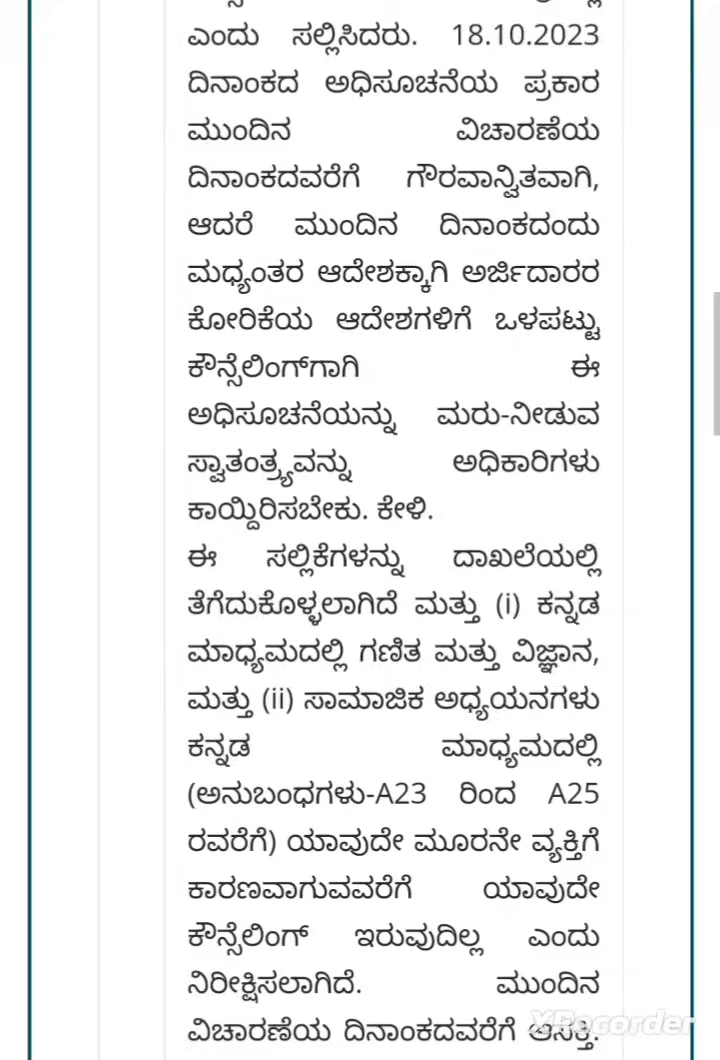 ಎಂದು ಸಲ್ಲಿಸಿದರು. 18.10.2023
ದಿನಾಂಕದ ಅಧಿಸೂಚನೆಯ ಪ್ರಕಾರ
ಮುಂದಿನ ವಿಚಾರಣೆಯ
ದಿನಾಂಕದವರೆಗೆ ಗೌರವಾನ್ವಿತವಾಗಿ,
ಆದರೆ ಮುಂದಿನ ದಿನಾಂಕದಂದು
ಮಧ್ಯಂತರ ಆದೇಶಕ್ಕಾಗಿ ಅರ್ಜಿದಾರರ
ಕೋರಿಕೆಯ ಆದೇಶಗಳಿಗೆ ಒಳಪಟ್ಟು
ಕೌನ್ಸೆಲಿಂಗ್‌ಗಾಗಿ ಈ
ಅಧಿಸೂಚನೆಯನ್ನು ಮರು-ನೀಡುವ
ಸ್ವಾತಂತ್ರ್ಯವನ್ನು ಅಧಿಕಾರಿಗಳು
ಕಾಯ್ದಿರಿಸಬೇಕು. ಕೇಳಿ.
ಈ ಸಲ್ಲಿಕೆಗಳನ್ನು ದಾಖಲೆಯಲ್ಲಿ
ತೆಗೆದುಕೊಳ್ಳಲಾಗಿದೆ ಮತ್ತು (i) ಕನ್ನಡ
ಮಾಧ್ಯಮದಲ್ಲಿ ಗಣಿತ ಮತ್ತು ವಿಜ್ಞಾನ,
ಮತ್ತು (ii) ಸಾಮಾಜಿಕ ಅಧ್ಯಯನಗಳು
ಕನ್ನಡ ಮಾಧ್ಯಮದಲ್ಲಿ
(ಅನುಬಂಧಗಳು-A23 ರಿಂದ A25
ರವರೆಗೆ) ಯಾವುದೇ ಮೂರನೇ ವ್ಯಕ್ತಿಗೆ
ಕಾರಣವಾಗುವವರೆಗೆ ಯಾವುದೇ
ಕೌನ್ಸೆಲಿಂಗ್ ಇರುವುದಿಲ್ಲ ಎಂದು
ನಿರೀಕ್ಷಿಸಲಾಗಿದೆ. ಮುಂದಿನ
ವಿಚಾರಣೆಯ ದಿನಾಂಕದವರೆಗೆ ಆಸಕ್ತಿ.
XRecorder